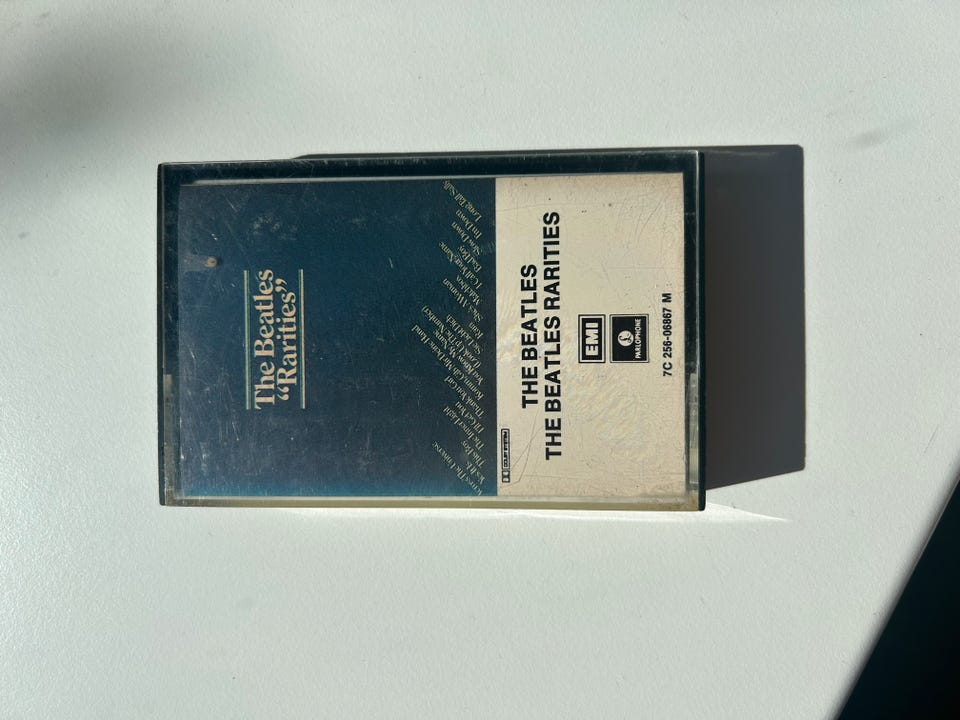 The Beatles
“Rarities”
Across The Universe
Yes It Is
This Boy
The Inner Light
I'll Get You
Thank You Girl
Komm Gib Mir Deine Hand
You Know My Name
(Look Up The Number)
Sie Liebt Dich
Rain
She's A Woman
Matchbox
I Call Your Name
Bad Boy
Slow Down
I'm Down
Long Tall Sally
DOLBY SYSTEM
THE BEATLES
THE BEATLES RARITIES
EMI
PARLOPHONE
7C 256-06867 M